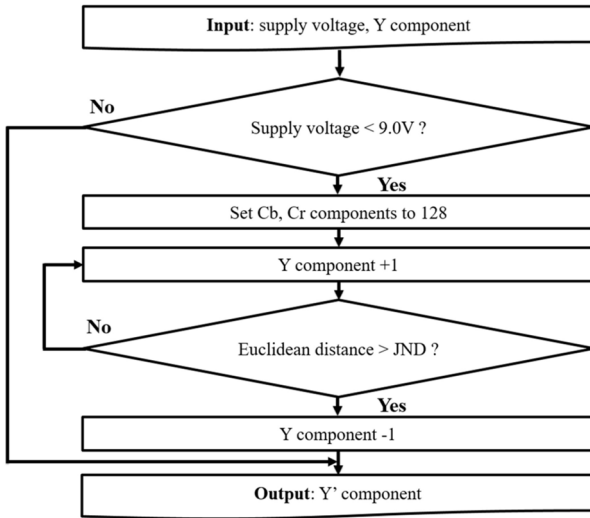 Input: supply voltage, Y component
No
Supply voltage < 9.0V ?
Yes
Set Cb, Cr components to 128
Y component +1
No
Euclidean distance > JND ?
Yes
Y component -1
Output: Y’ component